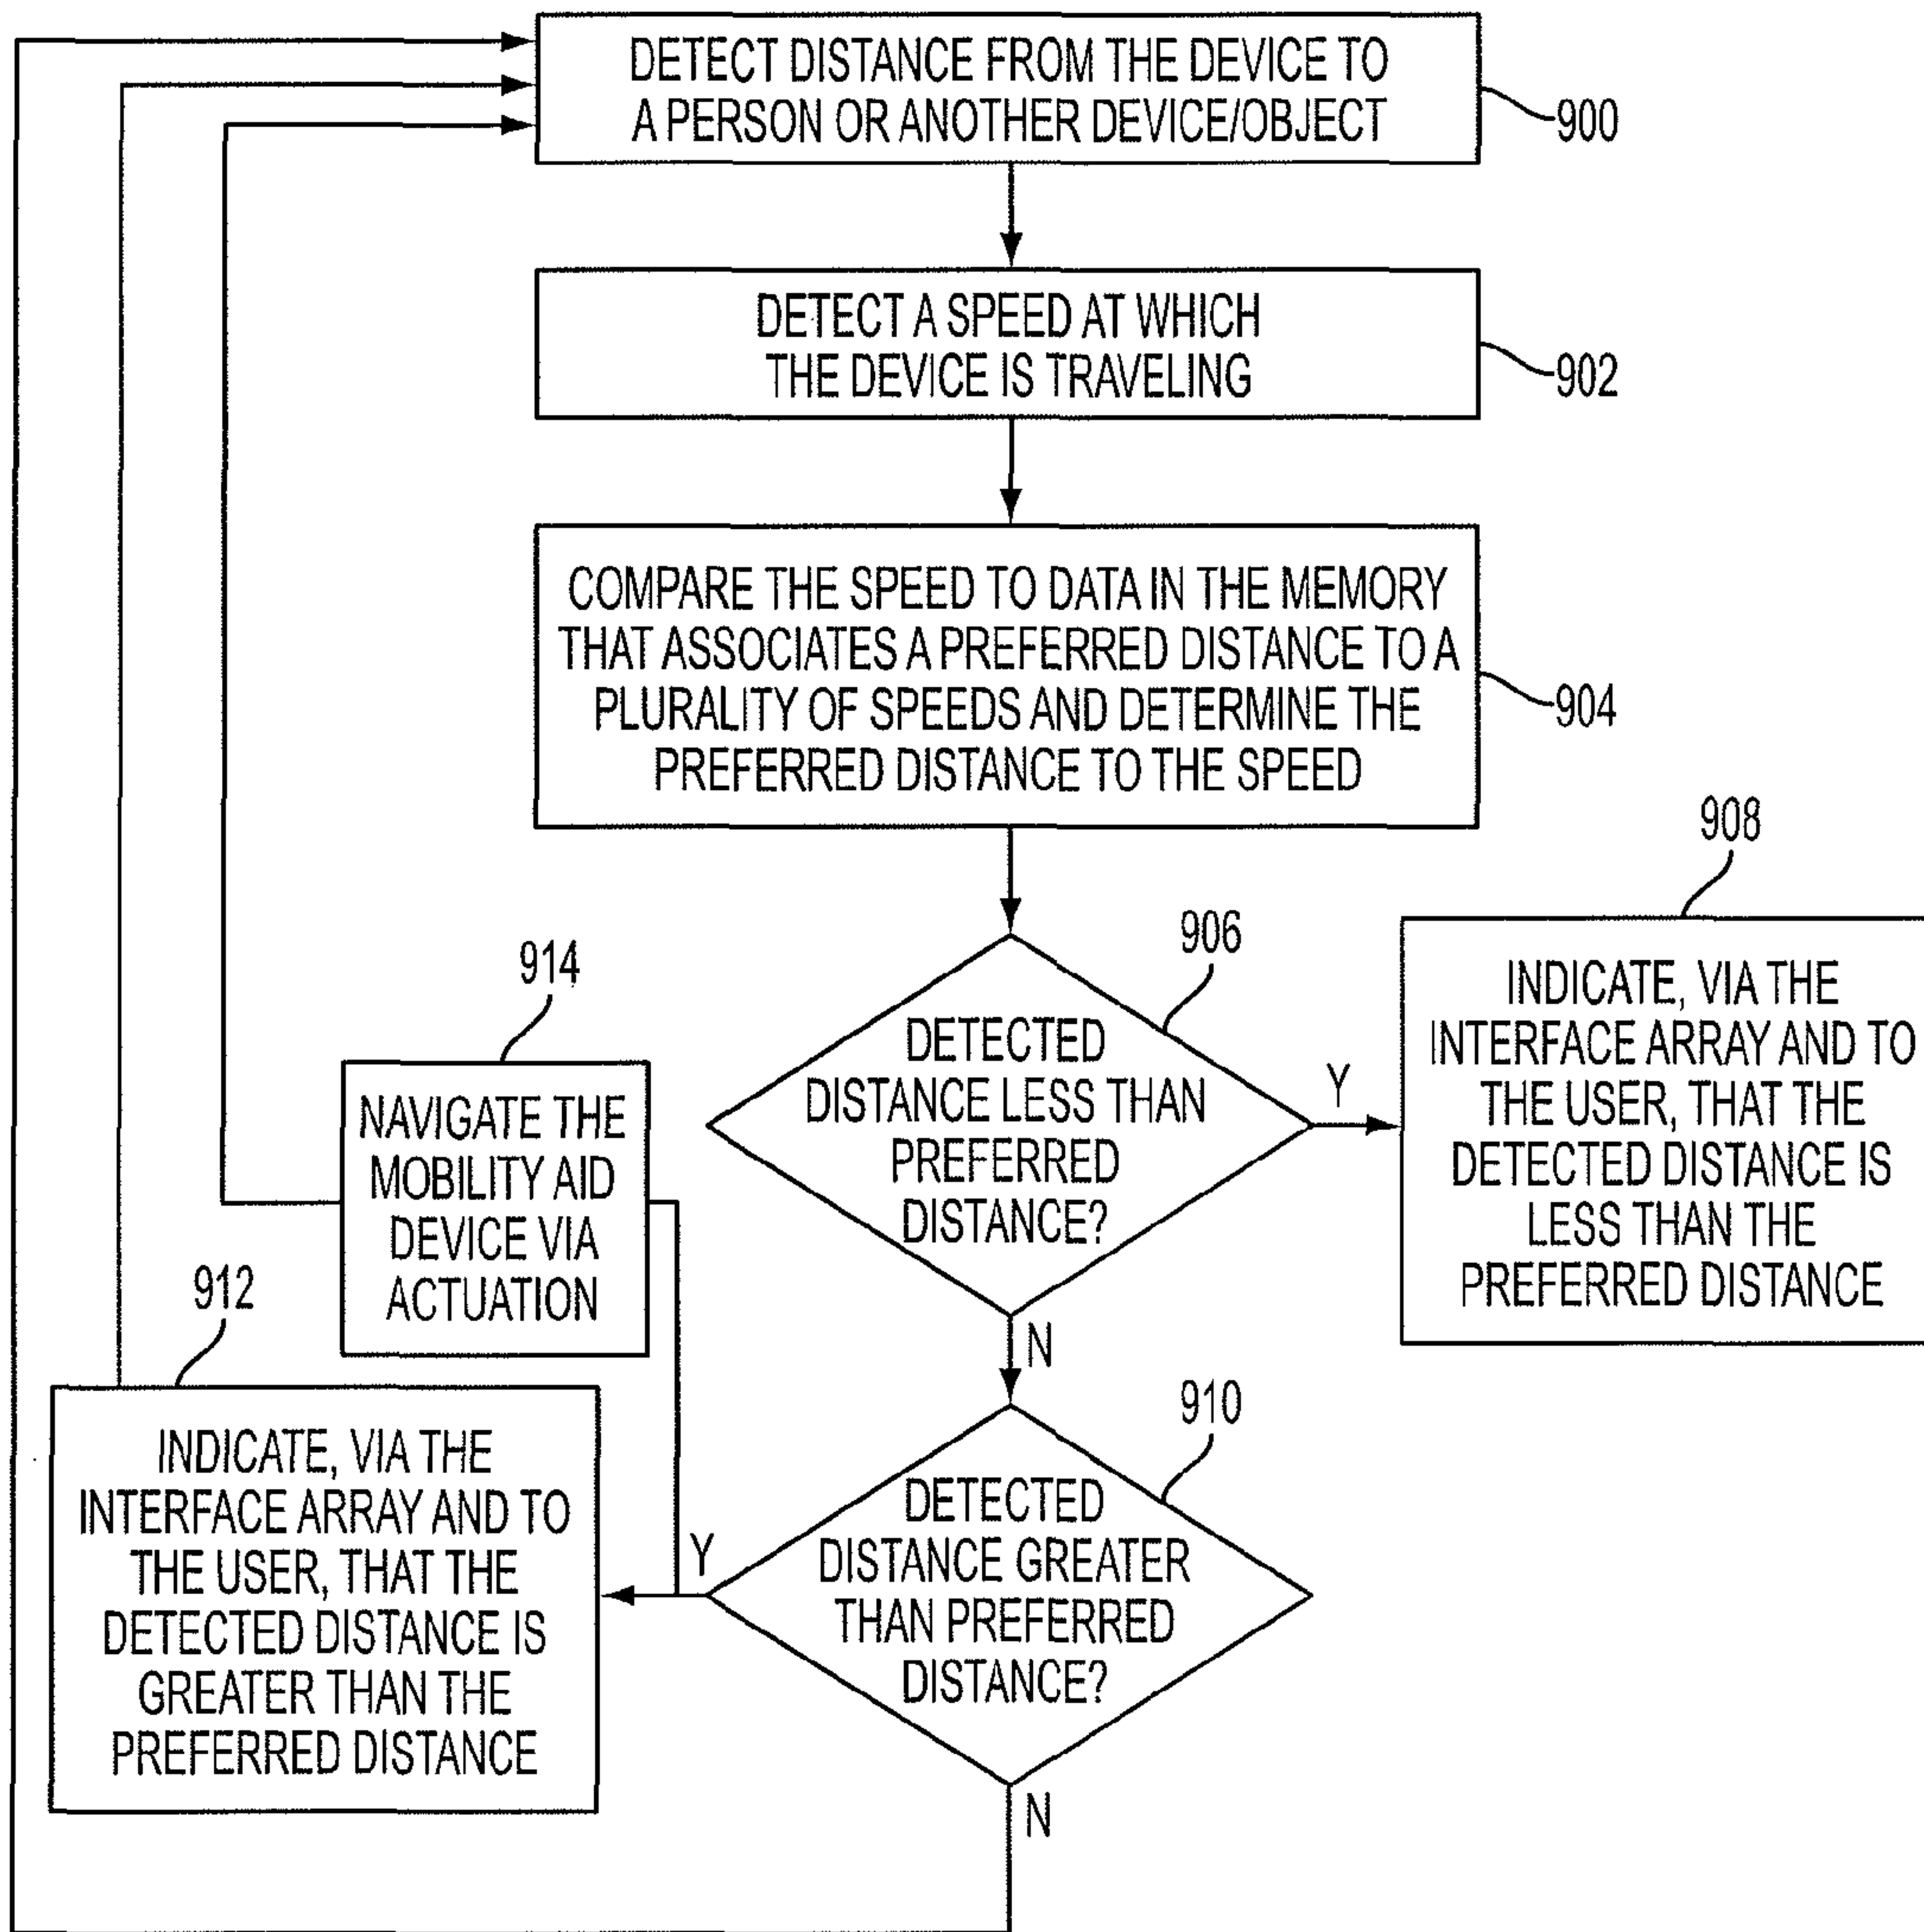 DETECT DISTANCE FROM THE DEVICE TO
A PERSON OR ANOTHER DEVICE/OBJECT
900
DETECT A SPEED AT WHICH
THE DEVICE IS TRAVELING
902
COMPARE THE SPEED TO DATA IN THE MEMORY
THAT ASSOCIATES A PREFERRED DISTANCE TO A
PLURALITY OF SPEEDS AND DETERMINE THE
PREFERRED DISTANCE TO THE SPEED
904
906
DETECTED
DISTANCE LESS THAN
PREFERRED
DISTANCE?
Y
N
908
INDICATE, VIA THE
INTERFACE ARRAY AND TO
THE USER, THAT THE
DETECTED DISTANCE IS
LESS THAN THE
PREFERRED DISTANCE
910
DETECTED
DISTANCE GREATER
THAN PREFERRED
DISTANCE?
Y
N
914
NAVIGATE THE
MOBILITY AID
DEVICE VIA
ACTUATION
912
INDICATE, VIA THE
INTERFACE ARRAY AND TO
THE USER, THAT THE
DETECTED DISTANCE IS
GREATER THAN THE
PREFERRED DISTANCE